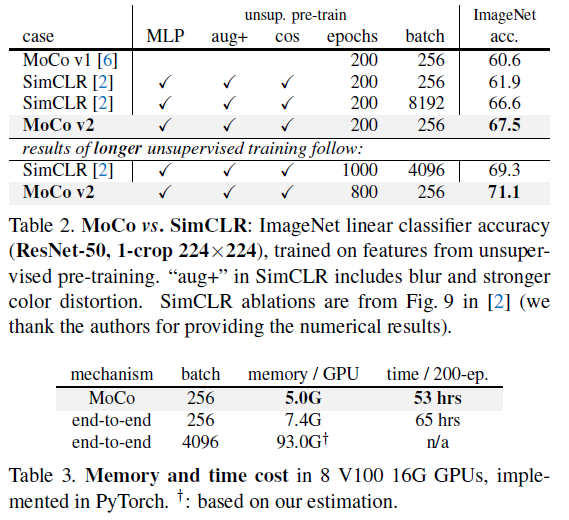 unsup. pre-train ImageNet
case MLP aug+ cos epochs batch acc.
MoCo v1 [6] 200 256 60.6
SimCLR [2] ✓ ✓ ✓ 200 256 61.9
SimCLR [2] ✓ ✓ ✓ 200 8192 66.6
MoCo v2 ✓ ✓ ✓ 200 256 67.5
results of longer unsupervised training follow:
SimCLR [2] ✓ ✓ ✓ 1000 4096 69.3
MoCo v2 ✓ ✓ ✓ 800 256 71.1
Table 2. MoCo vs. SimCLR: ImageNet linear classifier accuracy
(ResNet-50, 1-crop 224×224), trained on features from unsuper-
vised pre-training. “aug+” in SimCLR includes blur and stronger
color distortion. SimCLR ablations are from Fig. 9 in [2] (we
thank the authors for providing the numerical results).
mechanism batch memory / GPU time / 200-ep.
MoCo 256 5.0G 53 hrs
end-to-end 256 7.4G 65 hrs
end-to-end 4096 93.0G† n/a
Table 3. Memory and time cost in 8 V100 16G GPUs, imple-
mented in PyTorch. †: based on our estimation.